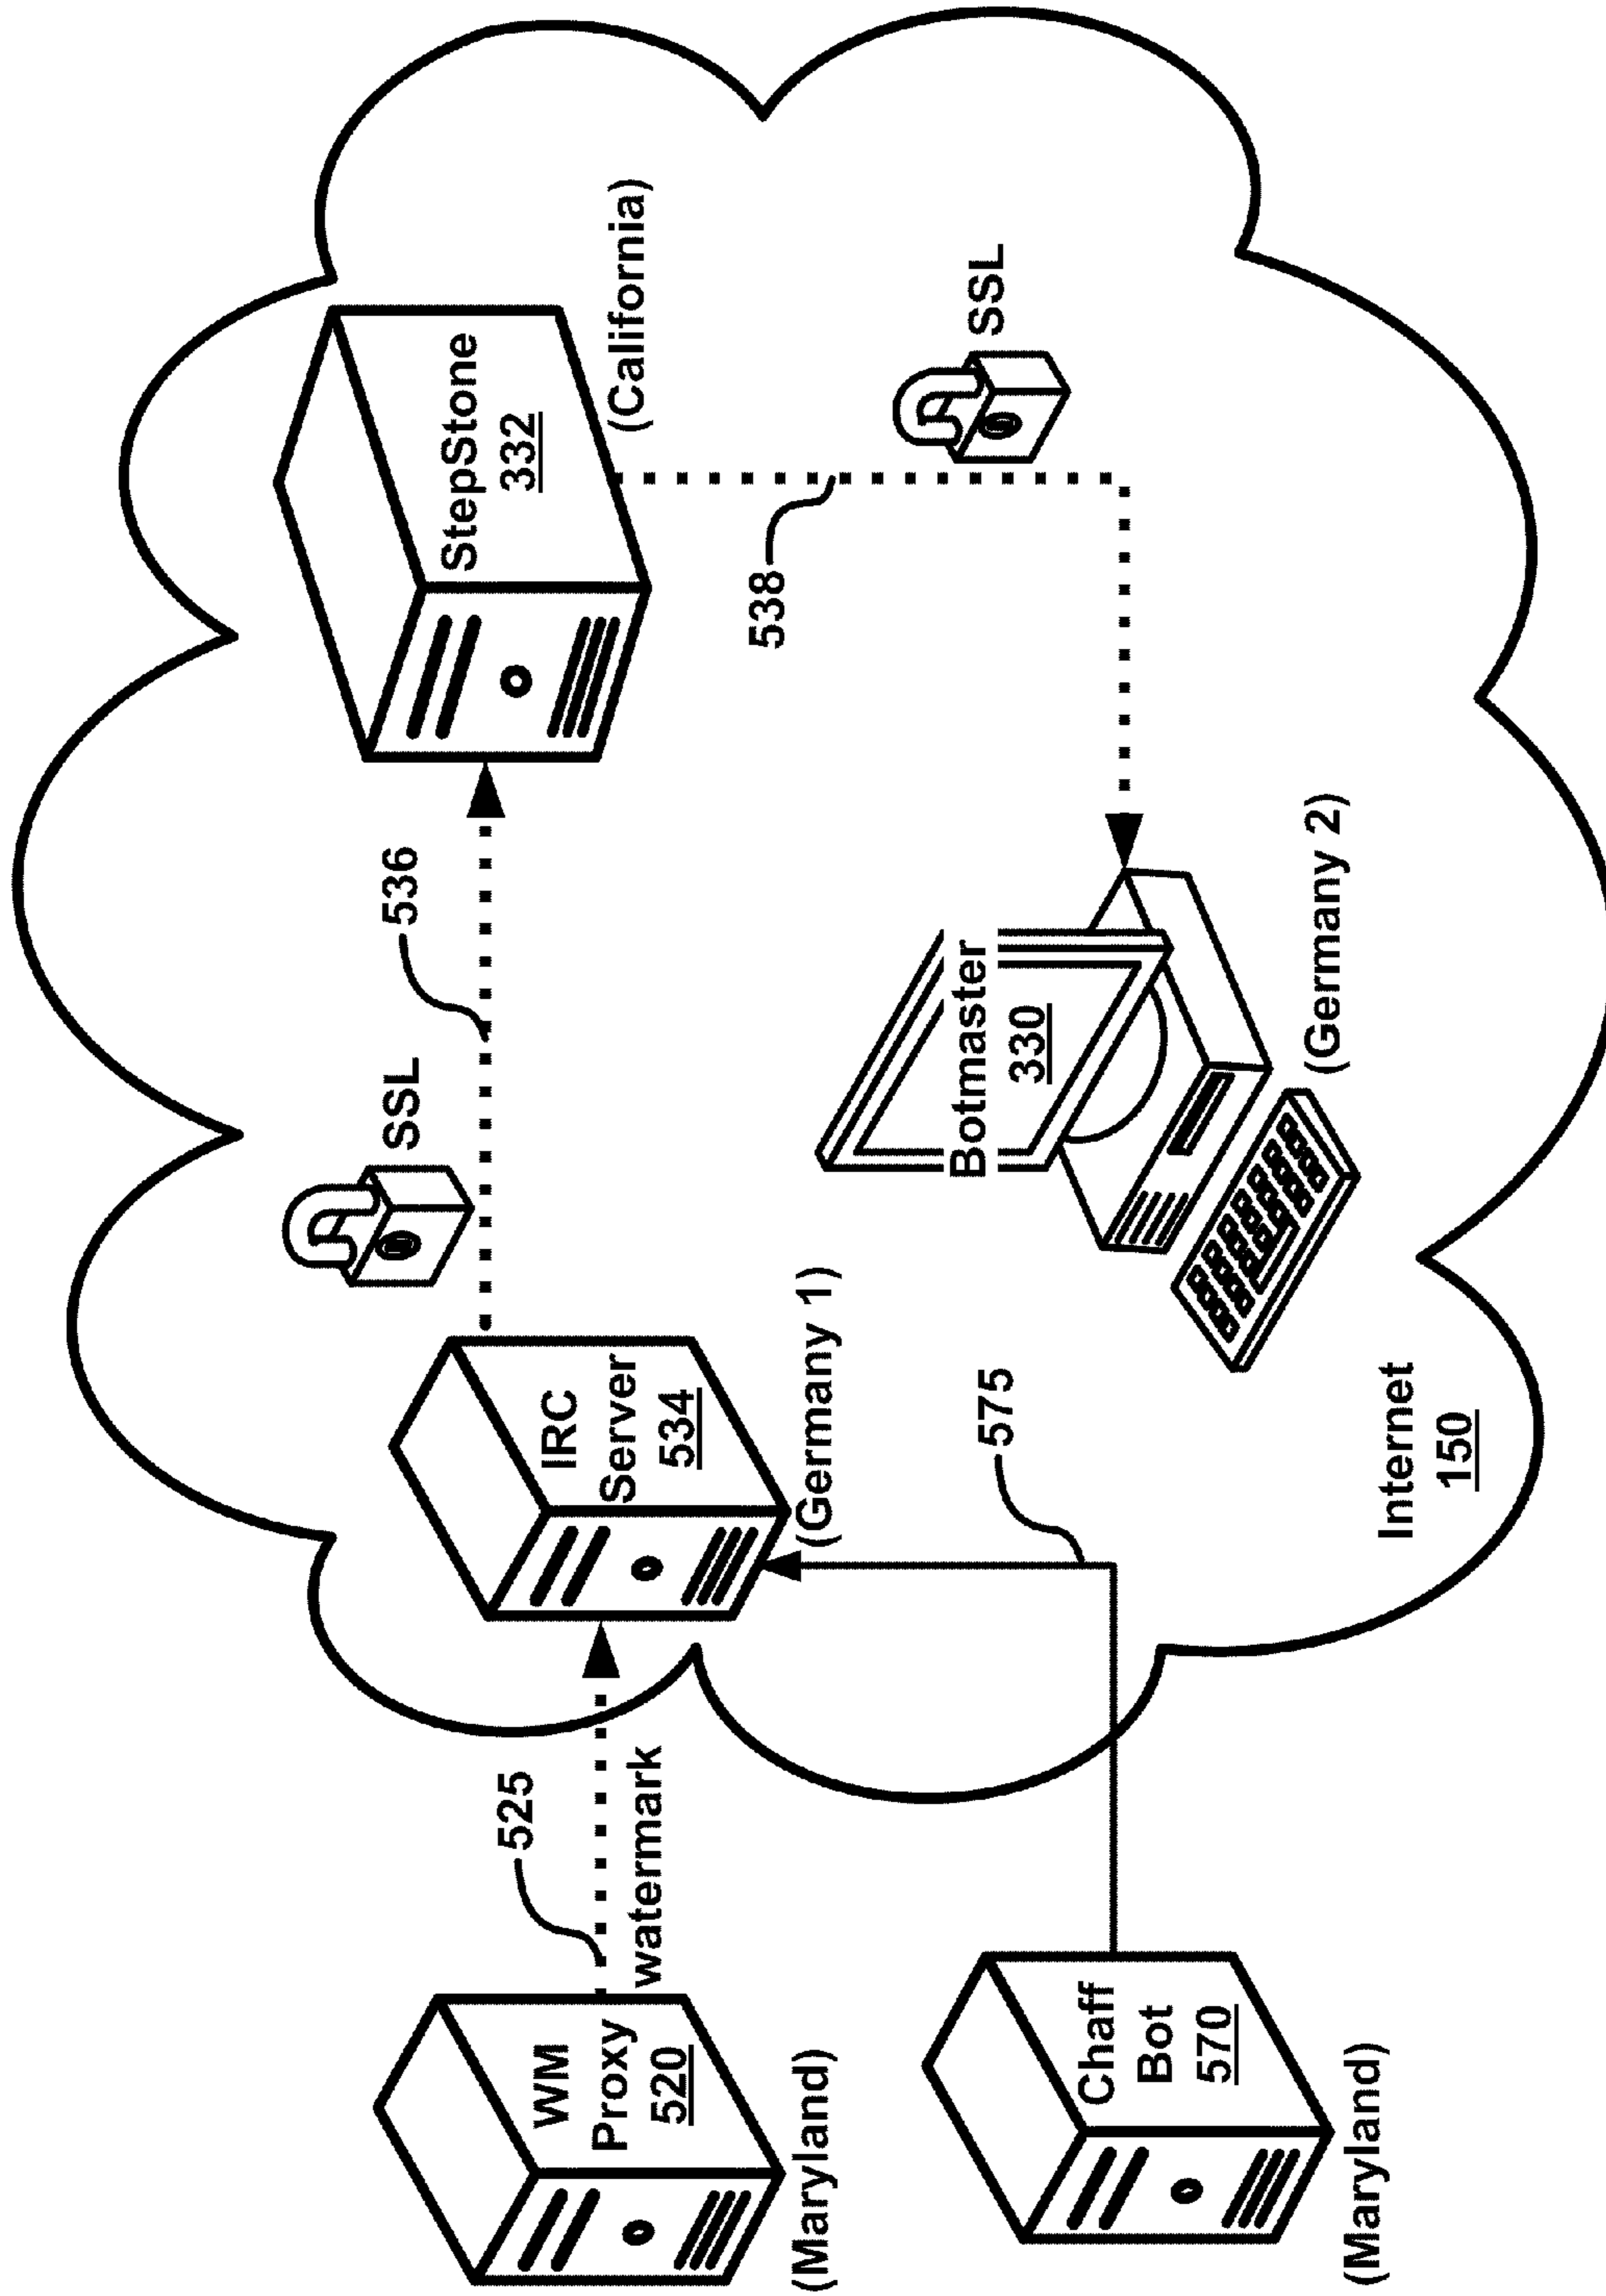 WM
Proxy
520
(Maryland)
525
watermark
IRC
Server
534
(Germany 1)
SSL
536
StepStone
332
(California)
538
SSL
Botmaster
330
(Germany 2)
Chaff
Bot
570
(Maryland)
575
Internet
150